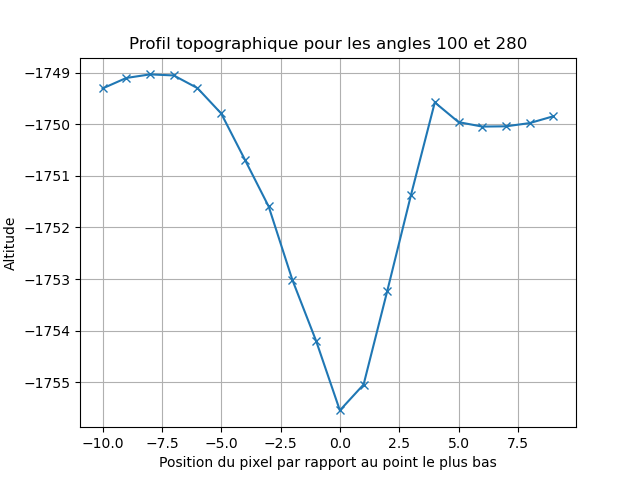 Profil topographique pour les angles 100 et 280
−1749
−1750
−1751
−1752
−1753
−1754
−1755
Altitude
−10.0 −7.5 −5.0 −2.5 0.0 2.5 5.0 7.5
Position du pixel par rapport au point le plus bas